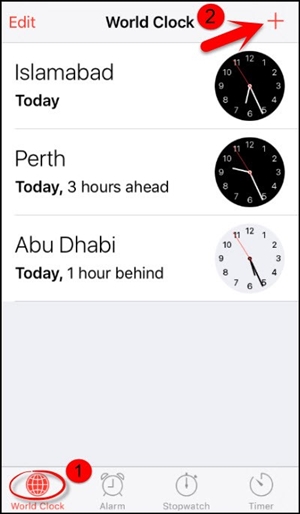 Edit World Clock 2 +
Islamabad
Today
Perth
Today, 3 hours ahead
Abu Dhabi
Today, 1 hour behind
1
World Clock Alarm Stopwatch Timer